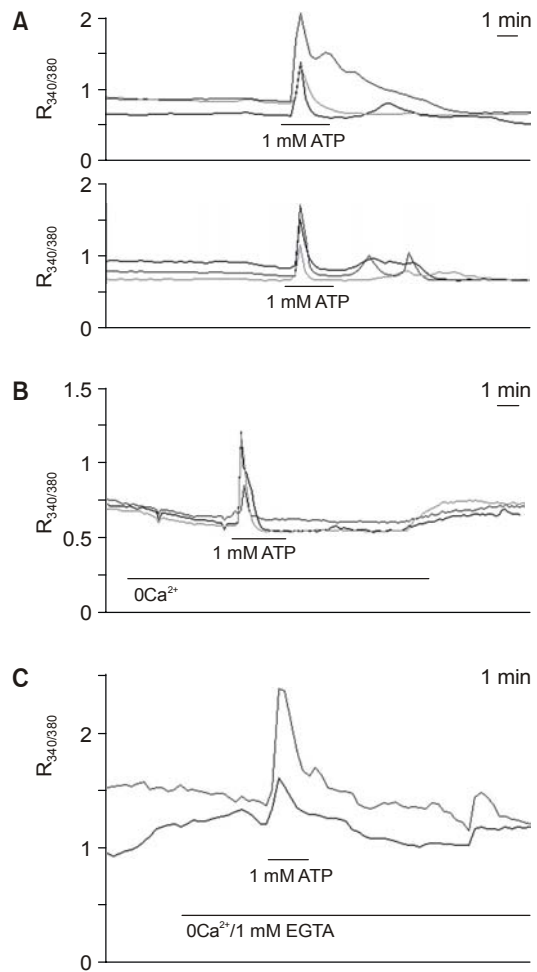 A
1 min
2
1
0
R340/380
1 mM ATP
2
1
0
R340/380
1 mM ATP
B
1 min
1.5
1
0.5
0
R340/380
1 mM ATP
0Ca²⁺
C
1 min
2
1
0
R340/380
1 mM ATP
0Ca²⁺/1 mM EGTA